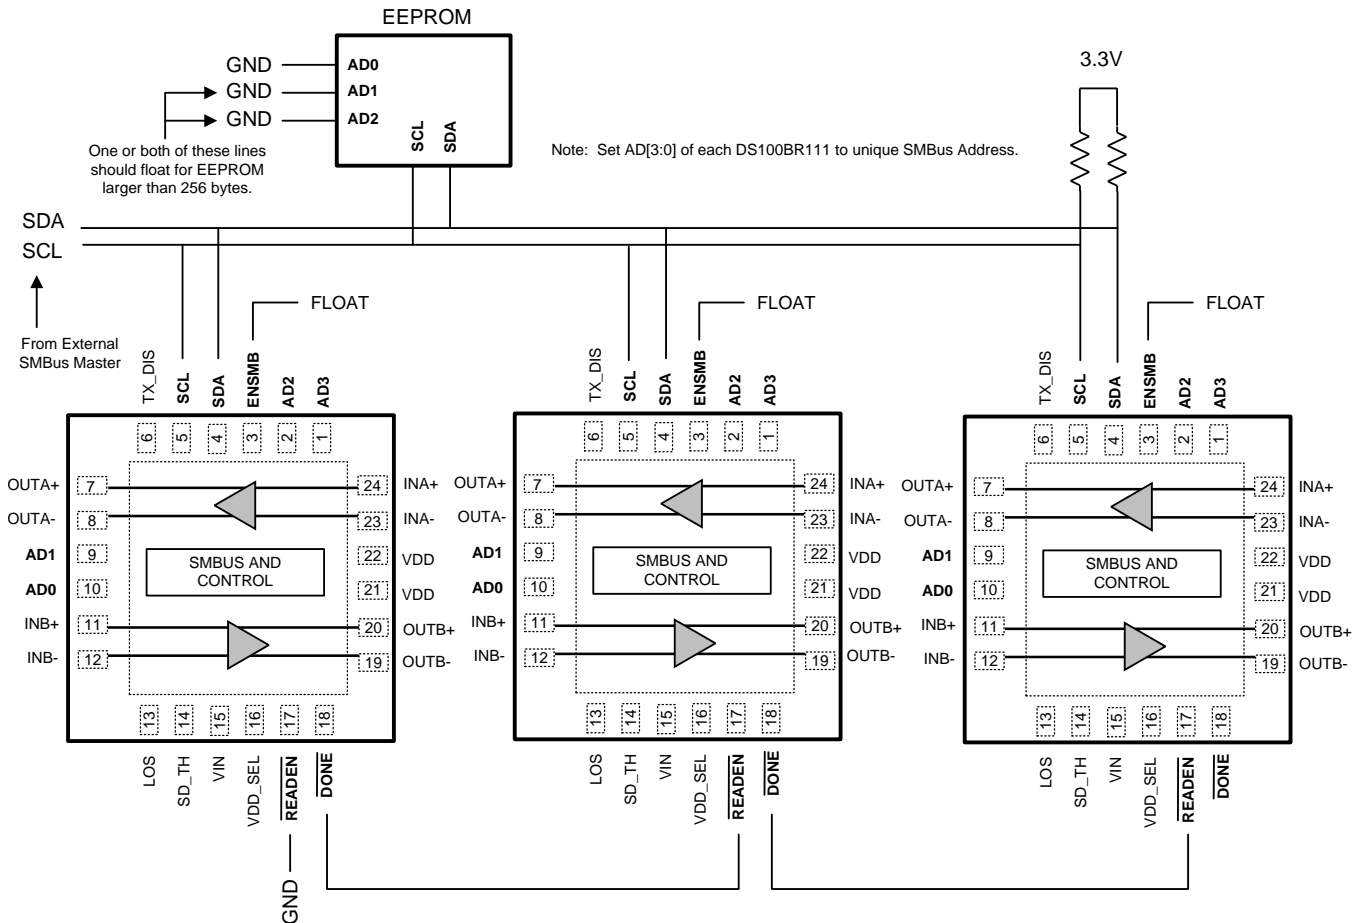 EEPROM
GND
GND
GND
AD0
AD1
AD2
SCL
SDA
3.3V
One or both of these lines
should float for EEPROM
larger than 256 bytes.
Note: Set AD[3:0] of each DS100BR111 to unique SMBus Address.
SDA
SCL
From External
SMBus Master
FLOAT
TX_DIS
SCL
SDA
ENSMB
AD2
AD3
6
5
4
3
2
1
OUTA+
7
24
INA+
OUTA-
8
23
INA-
AD1
9
22
VDD
AD0
10
21
VDD
INB+
11
20
OUTB+
INB-
12
19
OUTB-
SMBUS AND
CONTROL
13
14
15
16
17
18
LOS
SD_TH
VIN
VDD_SEL
READEN
DONE
GND
FLOAT
TX_DIS
SCL
SDA
ENSMB
AD2
AD3
6
5
4
3
2
1
OUTA+
7
24
INA+
OUTA-
8
23
INA-
AD1
9
22
VDD
AD0
10
21
VDD
INB+
11
20
OUTB+
INB-
12
19
OUTB-
SMBUS AND
CONTROL
13
14
15
16
17
18
LOS
SD_TH
VIN
VDD_SEL
READEN
DONE
FLOAT
TX_DIS
SCL
SDA
ENSMB
AD2
AD3
6
5
4
3
2
1
OUTA+
7
24
INA+
OUTA-
8
23
INA-
AD1
9
22
VDD
AD0
10
21
VDD
INB+
11
20
OUTB+
INB-
12
19
OUTB-
SMBUS AND
CONTROL
13
14
15
16
17
18
LOS
SD_TH
VIN
VDD_SEL
READEN
DONE